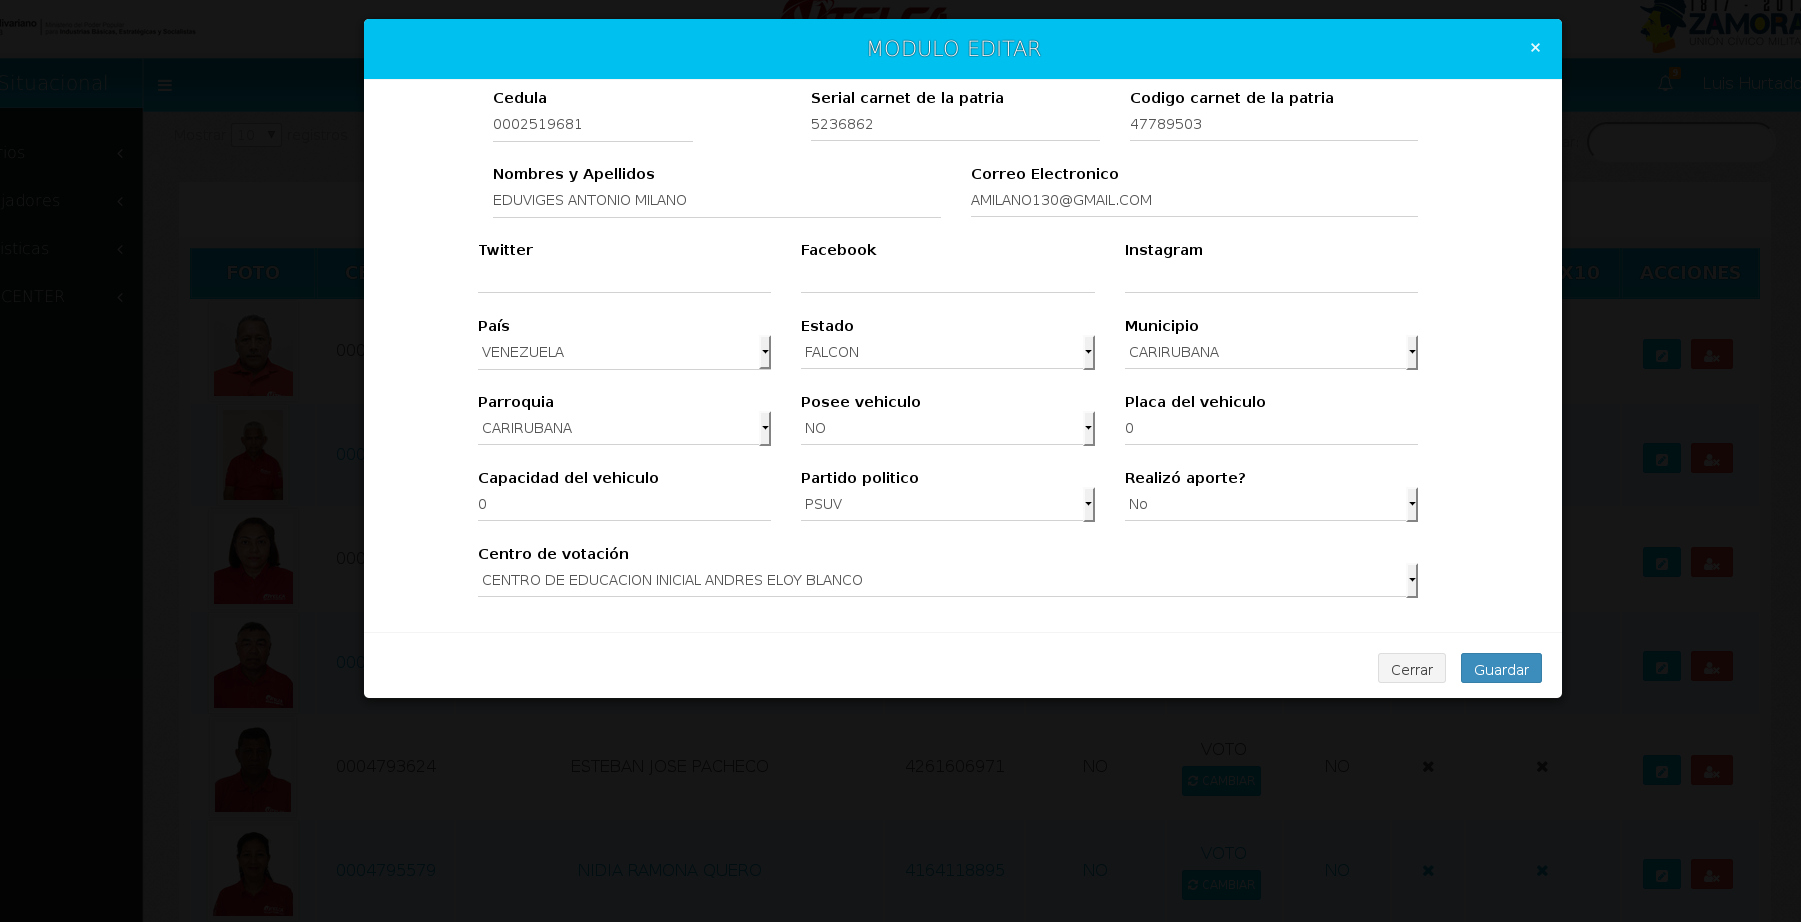 MODULO EDITAR
×
Cedula
Serial carnet de la patria
Codigo carnet de la patria
0002519681
5236862
47789503
Nombres y Apellidos
Correo Electronico
EDUVIGES ANTONIO MILANO
AMILANO130@GMAIL.COM
Twitter
Facebook
Instagram
País
Estado
Municipio
VENEZUELA
FALCON
CARIRUBANA
Parroquia
Posee vehiculo
Placa del vehiculo
CARIRUBANA
NO
0
Capacidad del vehiculo
Partido politico
Realizó aporte?
0
PSUV
No
Centro de votación
CENTRO DE EDUCACION INICIAL ANDRES ELOY BLANCO
Cerrar
Guardar
ZAMORA
Situacional
Luis Hurtado
Mostrar 10 registros
CENTER
FOTO
X10
ACCIONES
0004793624
ESTEBAN JOSE PACHECO
4261606971
NO
VOTO
CAMBIAR
NO
0004795579
NIDIA RAMONA QUERO
4164118895
NO
VOTO
CAMBIAR
NO